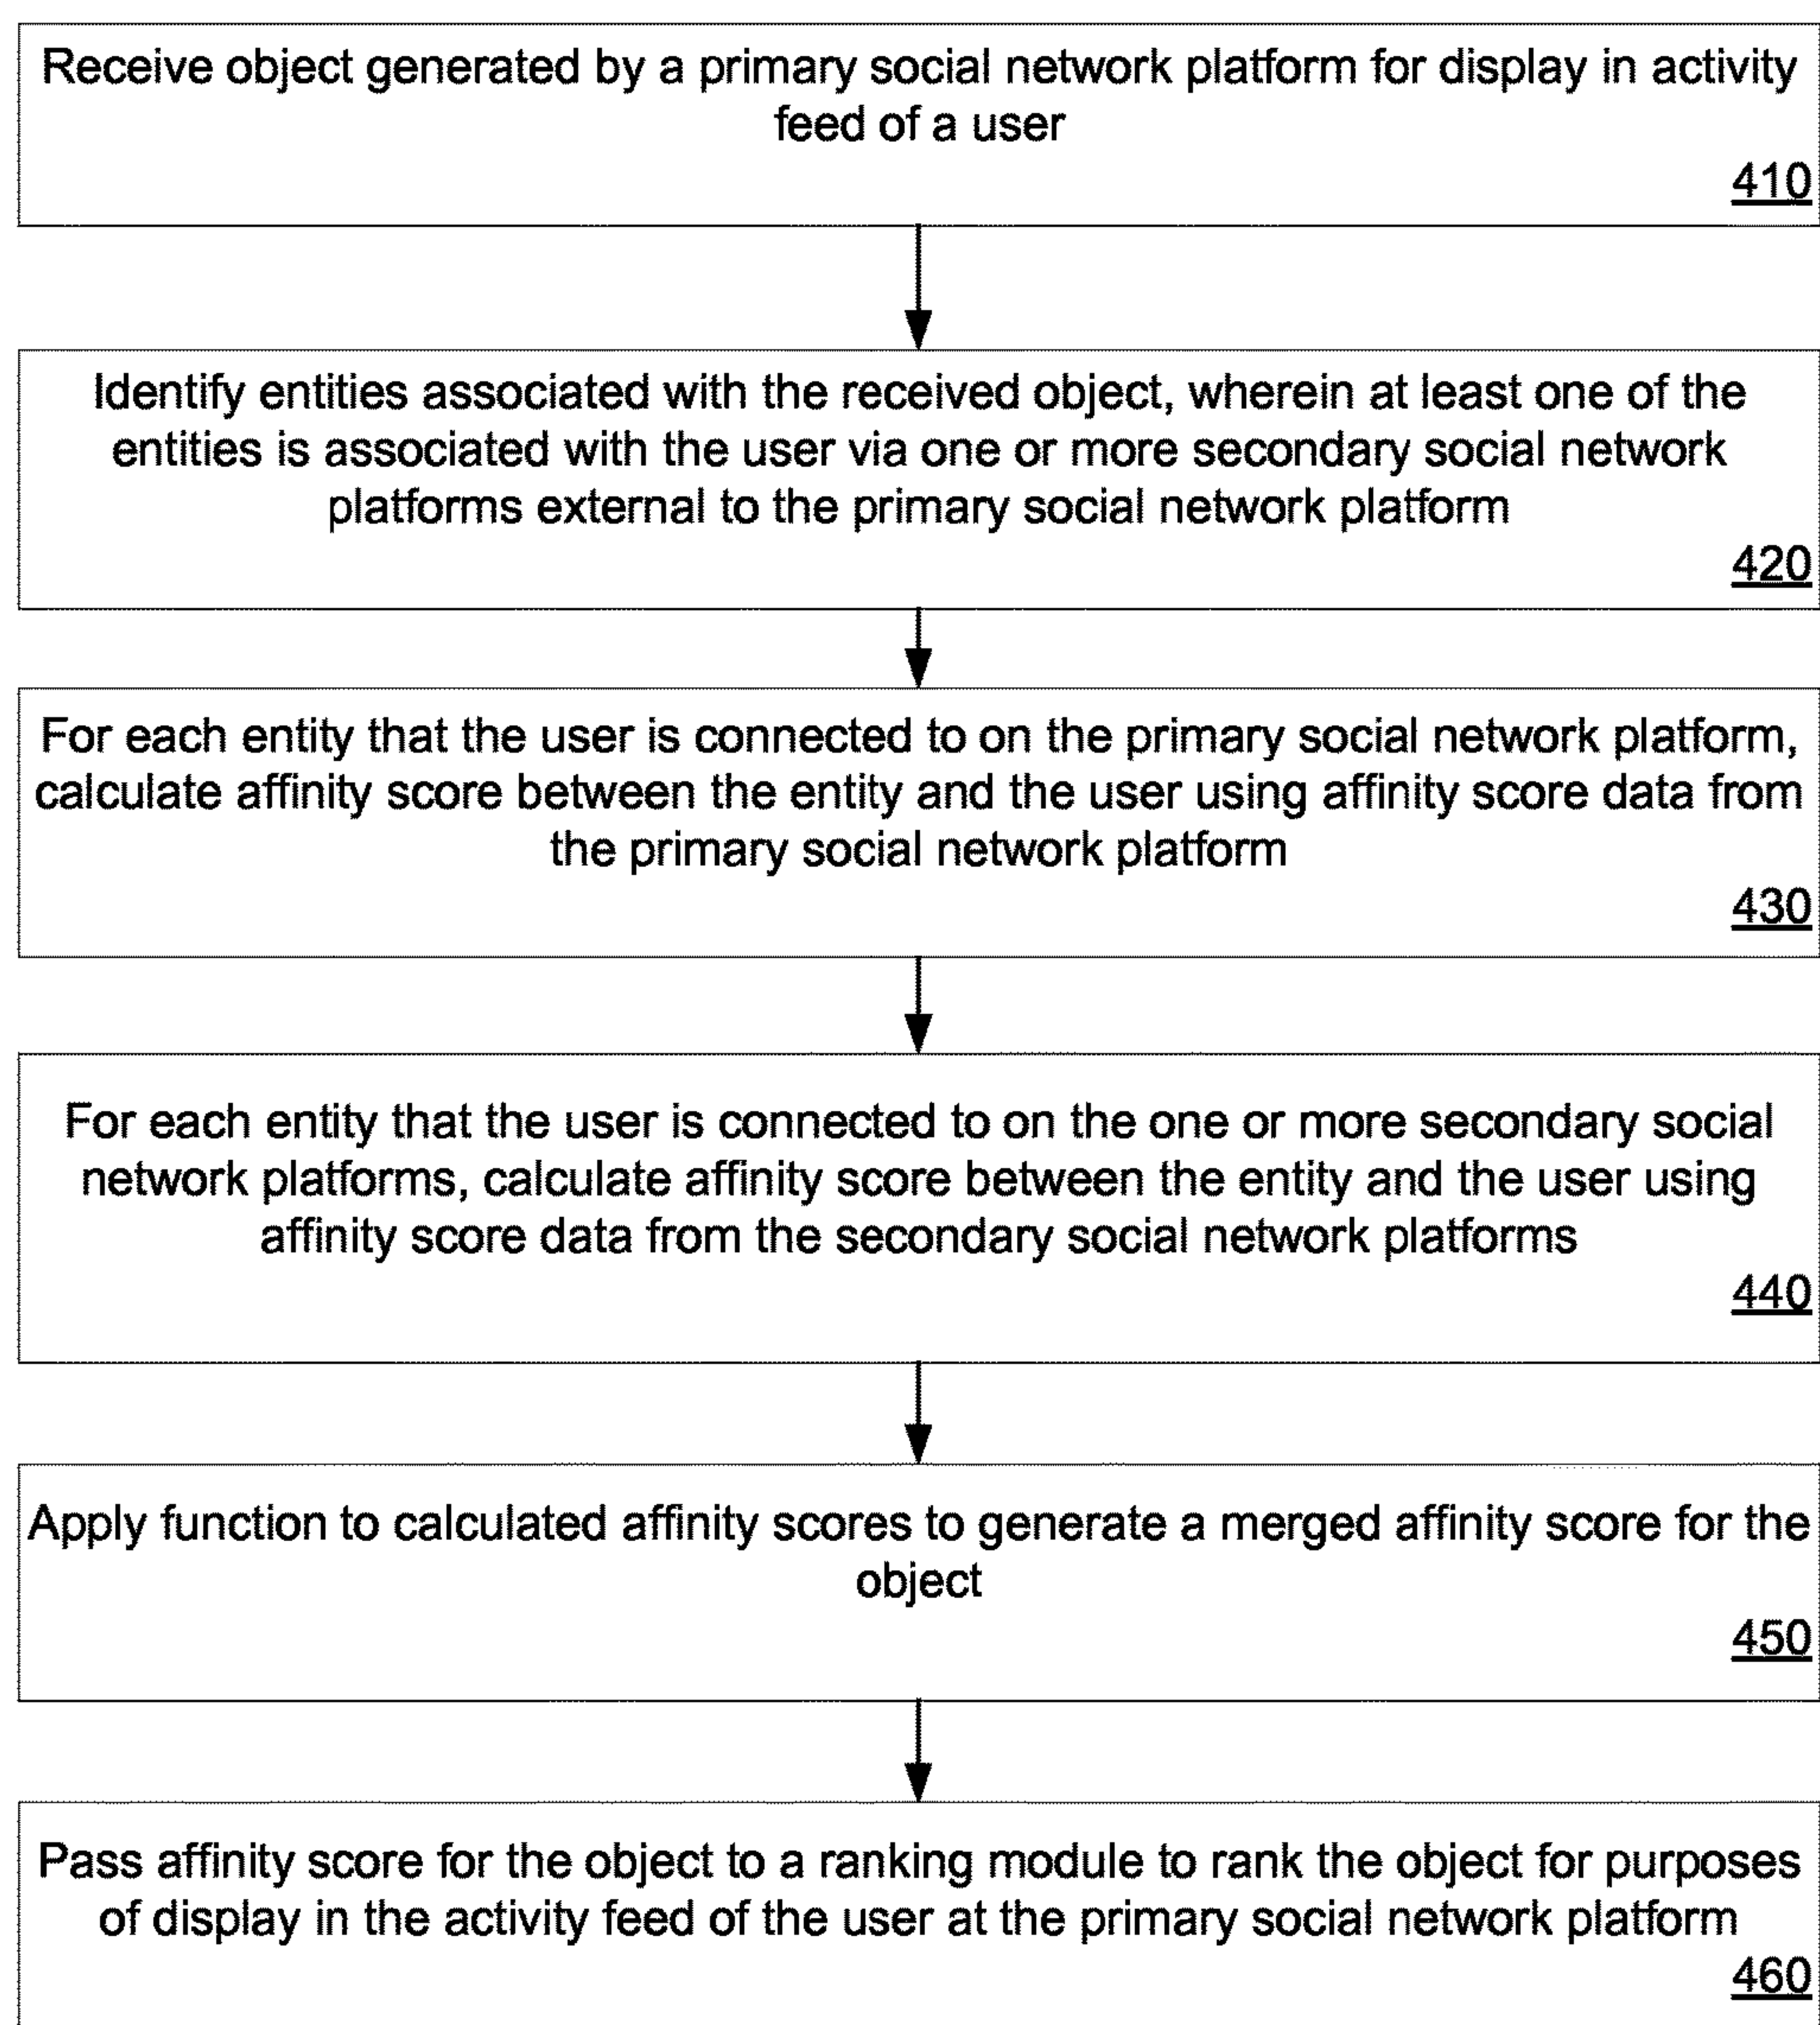 Receive object generated by a primary social network platform for display in activity
feed of a user
410
Identify entities associated with the received object, wherein at least one of the
entities is associated with the user via one or more secondary social network
platforms external to the primary social network platform
420
For each entity that the user is connected to on the primary social network platform,
calculate affinity score between the entity and the user using affinity score data from
the primary social network platform
430
For each entity that the user is connected to on the one or more secondary social
network platforms, calculate affinity score between the entity and the user using
affinity score data from the secondary social network platforms
440
Apply function to calculated affinity scores to generate a merged affinity score for the
object
450
Pass affinity score for the object to a ranking module to rank the object for purposes
of display in the activity feed of the user at the primary social network platform
460